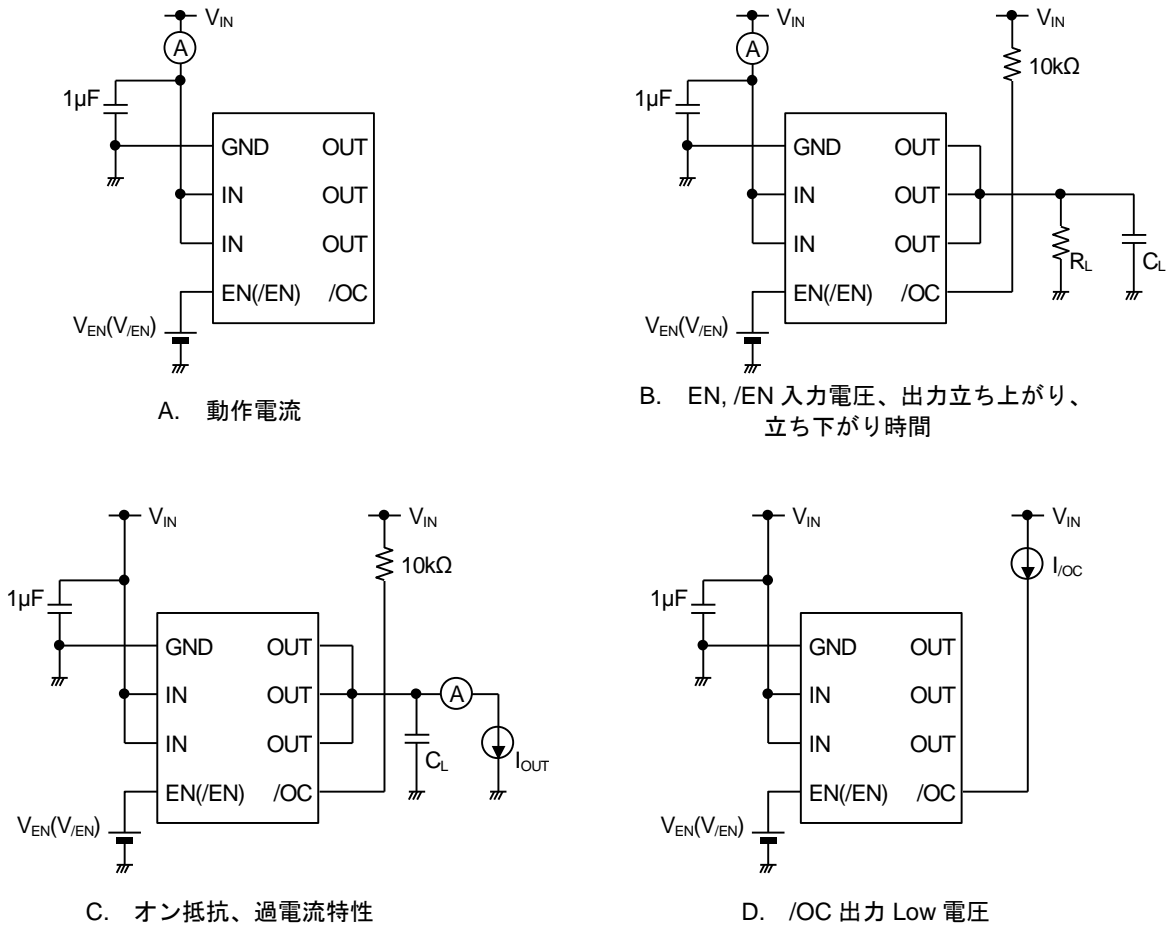 V_IN
A
1µF
GND OUT
IN OUT
IN OUT
EN(/EN) /OC
V_EN(V_/EN)
A. 動作電流
V_IN V_IN
A
10kΩ
1µF
GND OUT
IN OUT
IN OUT
R_L C_L
EN(/EN) /OC
V_EN(V_/EN)
B. EN, /EN 入力電圧、出力立ち上がり、
立ち下がり時間
V_IN V_IN
10kΩ
1µF
GND OUT
IN OUT A
IN OUT
C_L I_OUT
EN(/EN) /OC
V_EN(V_/EN)
C. オン抵抗、過電流特性
V_IN V_IN
I_/OC
1µF
GND OUT
IN OUT
IN OUT
EN(/EN) /OC
V_EN(V_/EN)
D. /OC 出力 Low 電圧